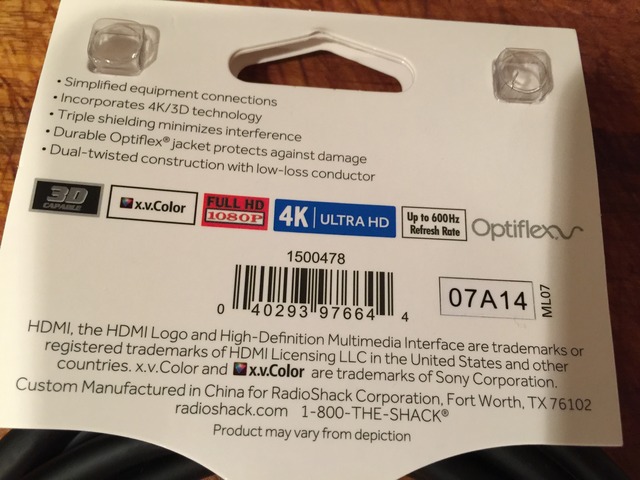 • Simplified equipment connections
• Incorporates 4K/3D technology
• Triple shielding minimizes interference
• Durable Optiflex® jacket protects against damage
• Dual-twisted construction with low-loss conductor
3D CAPABLE
x.v.Color
FULL HD 1080P
4K | ULTRA HD
Up to 600Hz Refresh Rate
Optiflex
1500478
0 40293 97664 4
07A14
ML07
HDMI, the HDMI Logo and High-Definition Multimedia Interface are trademarks or
registered trademarks of HDMI Licensing LLC in the United States and other
countries. x.v.Color and x.v.Color are trademarks of Sony Corporation.
Custom Manufactured in China for RadioShack Corporation, Fort Worth, TX 76102
radioshack.com 1-800-THE-SHACK®
Product may vary from depiction